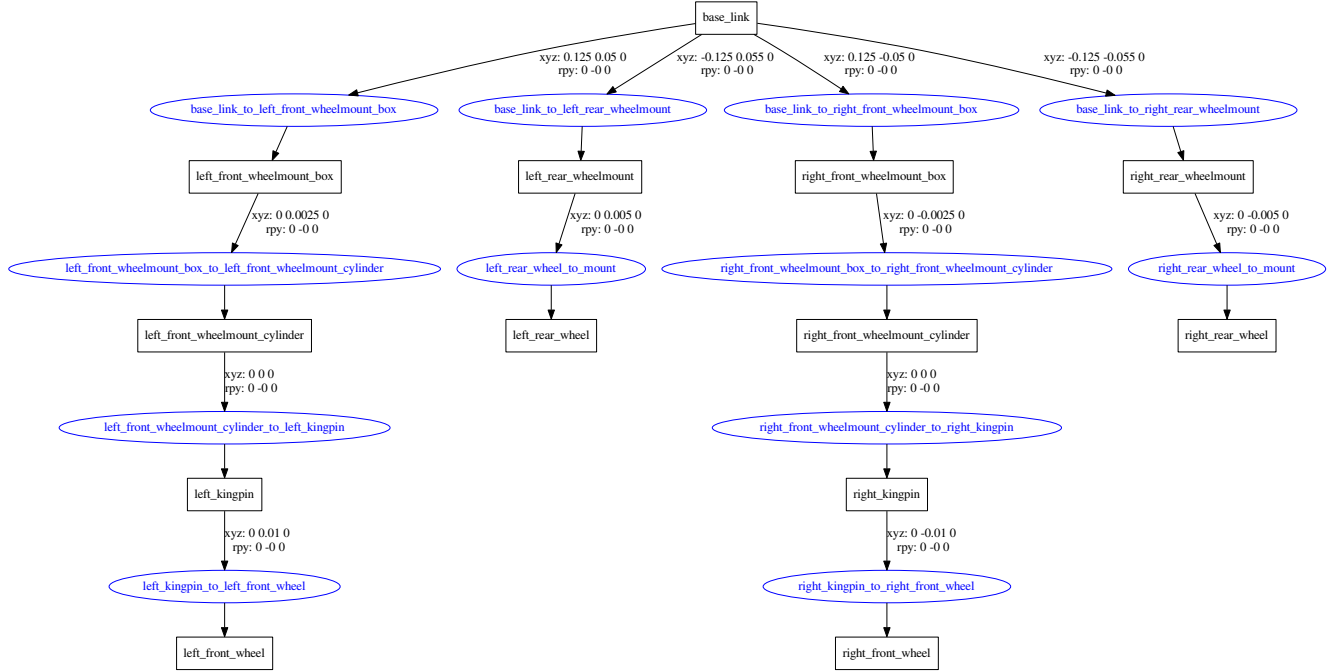 base_link
xyz: 0.125 0.05 0
rpy: 0 -0 0
xyz: -0.125 0.055 0
rpy: 0 -0 0
xyz: 0.125 -0.05 0
rpy: 0 -0 0
xyz: -0.125 -0.055 0
rpy: 0 -0 0
base_link_to_left_front_wheelmount_box
base_link_to_left_rear_wheelmount
base_link_to_right_front_wheelmount_box
base_link_to_right_rear_wheelmount
left_front_wheelmount_box
left_rear_wheelmount
right_front_wheelmount_box
right_rear_wheelmount
xyz: 0 0.0025 0
rpy: 0 -0 0
xyz: 0 0.005 0
rpy: 0 -0 0
xyz: 0 -0.0025 0
rpy: 0 -0 0
xyz: 0 -0.005 0
rpy: 0 -0 0
left_front_wheelmount_box_to_left_front_wheelmount_cylinder
left_rear_wheel_to_mount
right_front_wheelmount_box_to_right_front_wheelmount_cylinder
right_rear_wheel_to_mount
left_front_wheelmount_cylinder
left_rear_wheel
right_front_wheelmount_cylinder
right_rear_wheel
xyz: 0 0 0
rpy: 0 -0 0
xyz: 0 0 0
rpy: 0 -0 0
left_front_wheelmount_cylinder_to_left_kingpin
right_front_wheelmount_cylinder_to_right_kingpin
left_kingpin
right_kingpin
xyz: 0 0.01 0
rpy: 0 -0 0
xyz: 0 -0.01 0
rpy: 0 -0 0
left_kingpin_to_left_front_wheel
right_kingpin_to_right_front_wheel
left_front_wheel
right_front_wheel